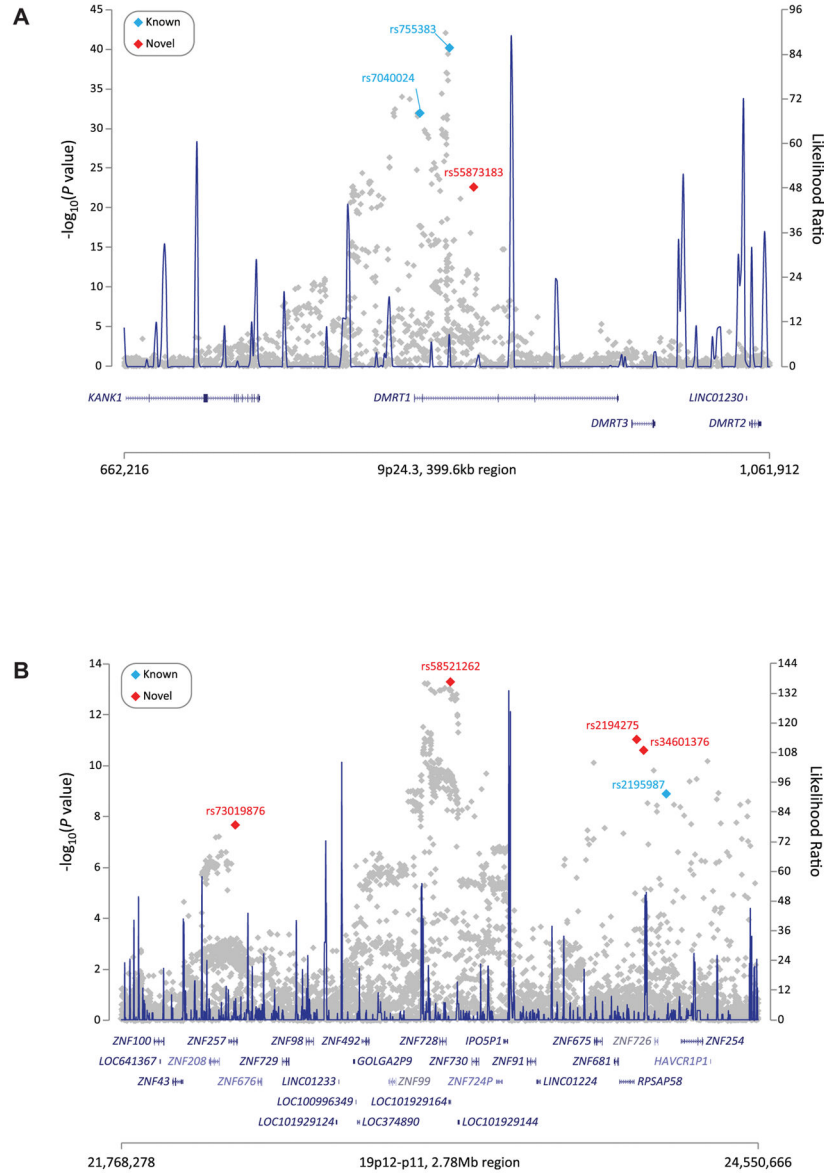 A
Known
Novel
rs755383
rs7040024
rs55873183
45
40
35
30
25
20
15
10
5
0
-log10(P value)
96
84
72
60
48
36
24
12
0
Likelihood Ratio
KANK1 DMRT1 LINC01230
DMRT3 DMRT2
662,216 9p24.3, 399.6kb region 1,061,912
B
Known
Novel
rs58521262
rs2194275
rs34601376
rs2195987
rs73019876
14
12
10
8
6
4
2
0
-log10(P value)
144
132
120
108
96
84
72
60
48
36
24
12
0
Likelihood Ratio
ZNF100 ZNF257 ZNF98 ZNF492 ZNF728 IPO5P1 ZNF675 ZNF726 ZNF254
LOC641367 ZNF208 ZNF729 GOLGA2P9 ZNF730 ZNF91 ZNF681 HAVCR1P1
ZNF43 ZNF676 LINC01233 ZNF99 ZNF724P LINC01224 RPSAP58
LOC100996349 LOC101929164
LOC101929124 LOC374890 LOC101929144
21,768,278 19p12-p11, 2.78Mb region 24,550,666